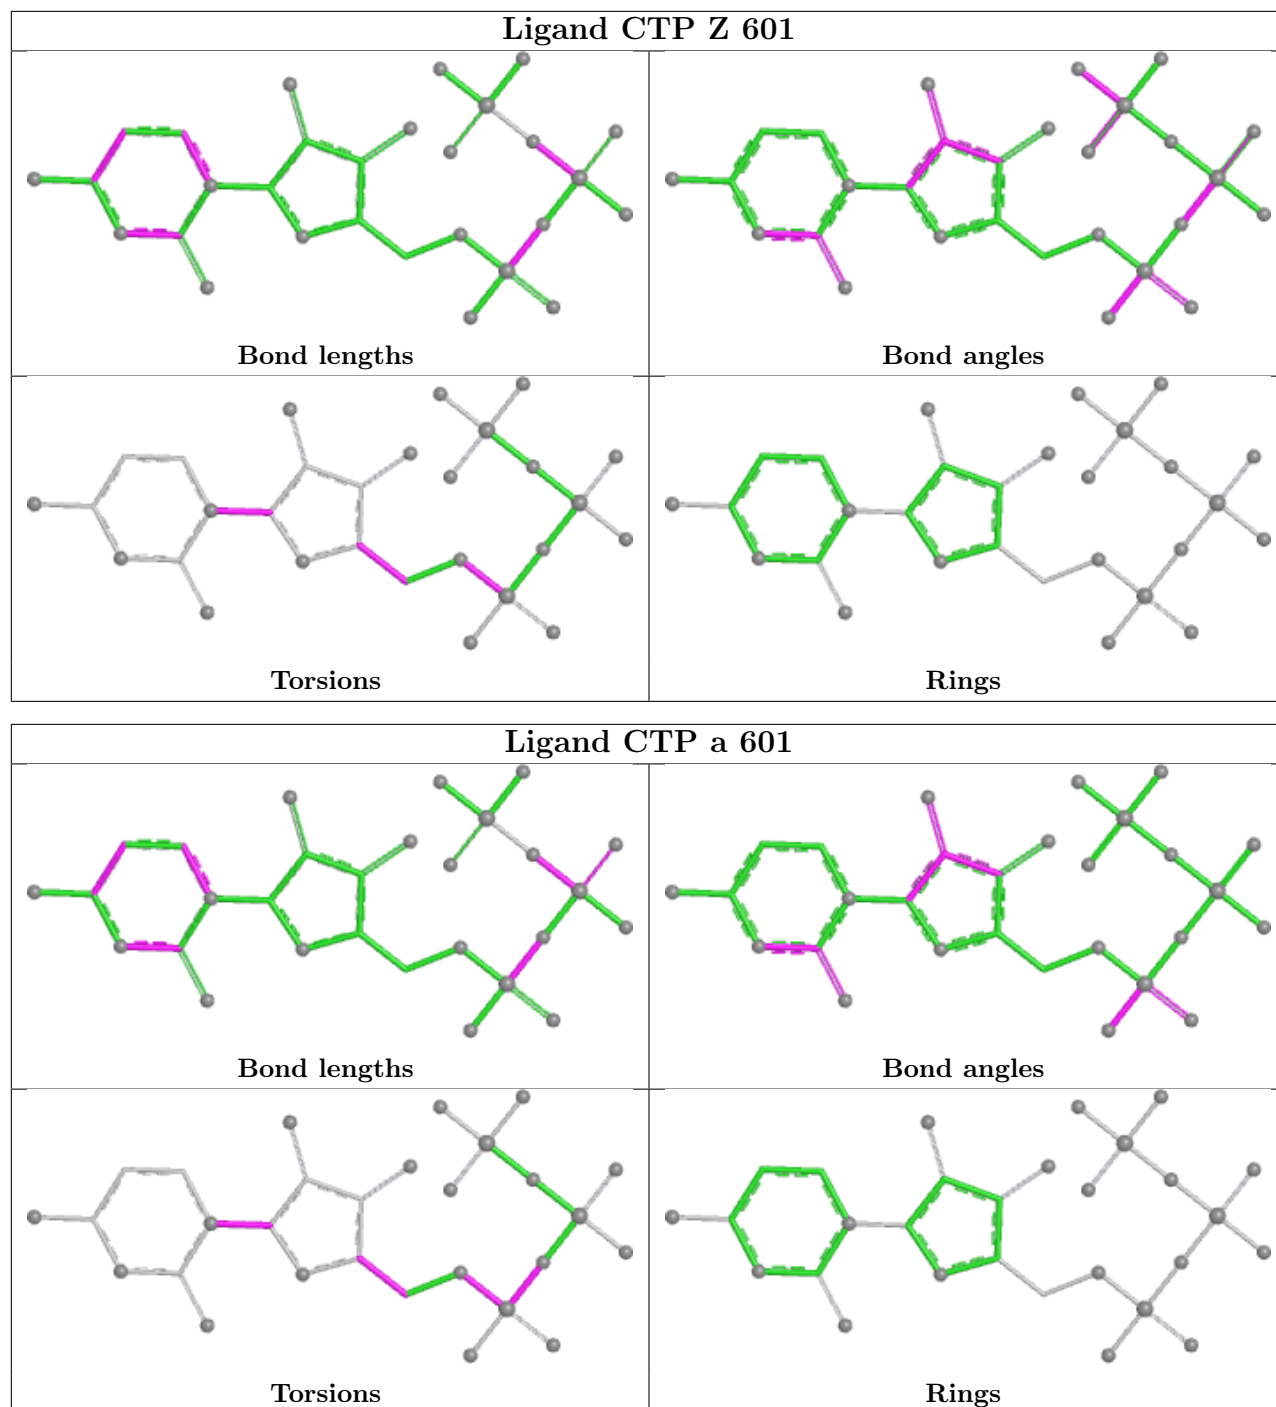 Ligand CTP Z 601
Bond lengths
Bond angles
Torsions
Rings
Ligand CTP a 601
Bond lengths
Bond angles
Torsions
Rings